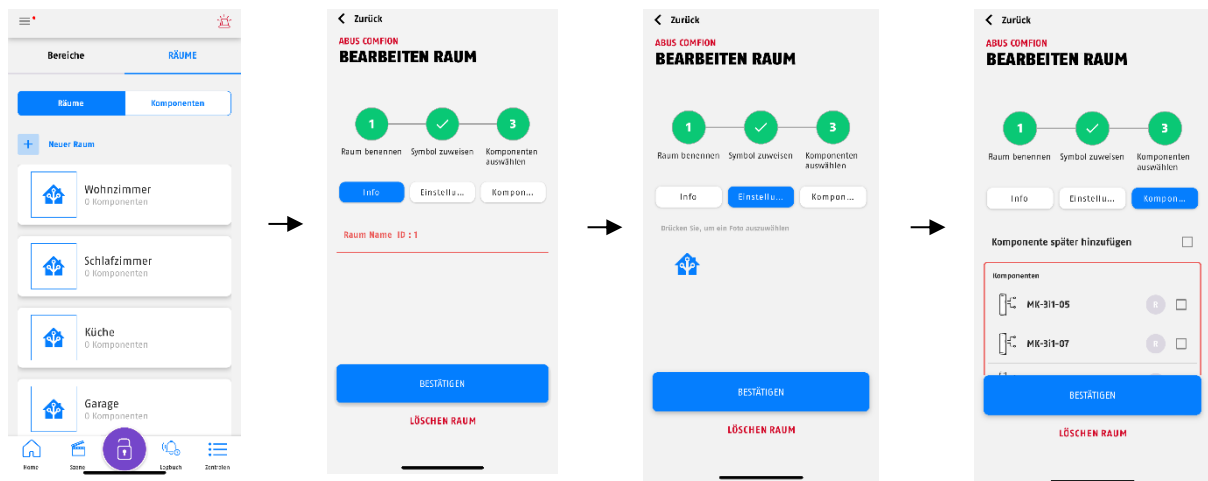 Bereiche
RÄUME
Räume
Komponenten
+ Neuer Raum
Wohnzimmer
0 Komponenten
Schlafzimmer
0 Komponenten
Küche
0 Komponenten
Garage
0 Komponenten
Home
Szene
Logbuch
Zentralen
Zurück
ABUS COMFION
BEARBEITEN RAUM
1
3
Raum benennen
Symbol zuweisen
Komponenten
auswählen
Info
Einstellu...
Kompon...
Raum Name ID : 1
BESTÄTIGEN
LÖSCHEN RAUM
Zurück
ABUS COMFION
BEARBEITEN RAUM
1
3
Raum benennen
Symbol zuweisen
Komponenten
auswählen
Info
Einstellu...
Kompon...
Drücken Sie, um ein Foto auszuwählen
BESTÄTIGEN
LÖSCHEN RAUM
Zurück
ABUS COMFION
BEARBEITEN RAUM
1
3
Raum benennen
Symbol zuweisen
Komponenten
auswählen
Info
Einstellu...
Kompon...
Komponente später hinzufügen
Komponenten
MK-3i1-05
R
MK-3i1-07
R
BESTÄTIGEN
LÖSCHEN RAUM